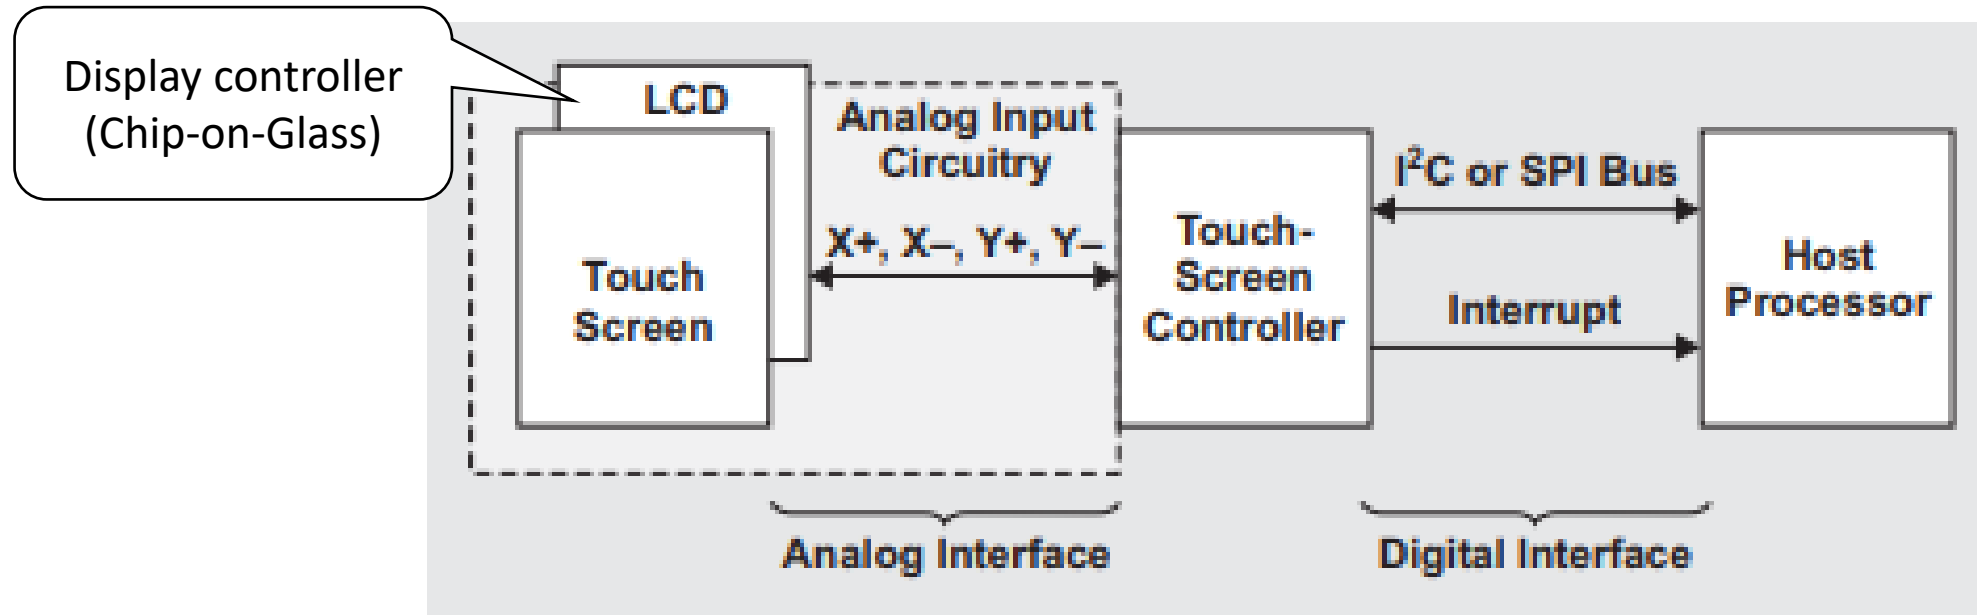 Display controller
(Chip-on-Glass)
LCD
Analog Input
Circuitry
X+, X–, Y+, Y–
Touch
Screen
Touch-
Screen
Controller
I²C or SPI Bus
Interrupt
Host
Processor
Analog Interface
Digital Interface